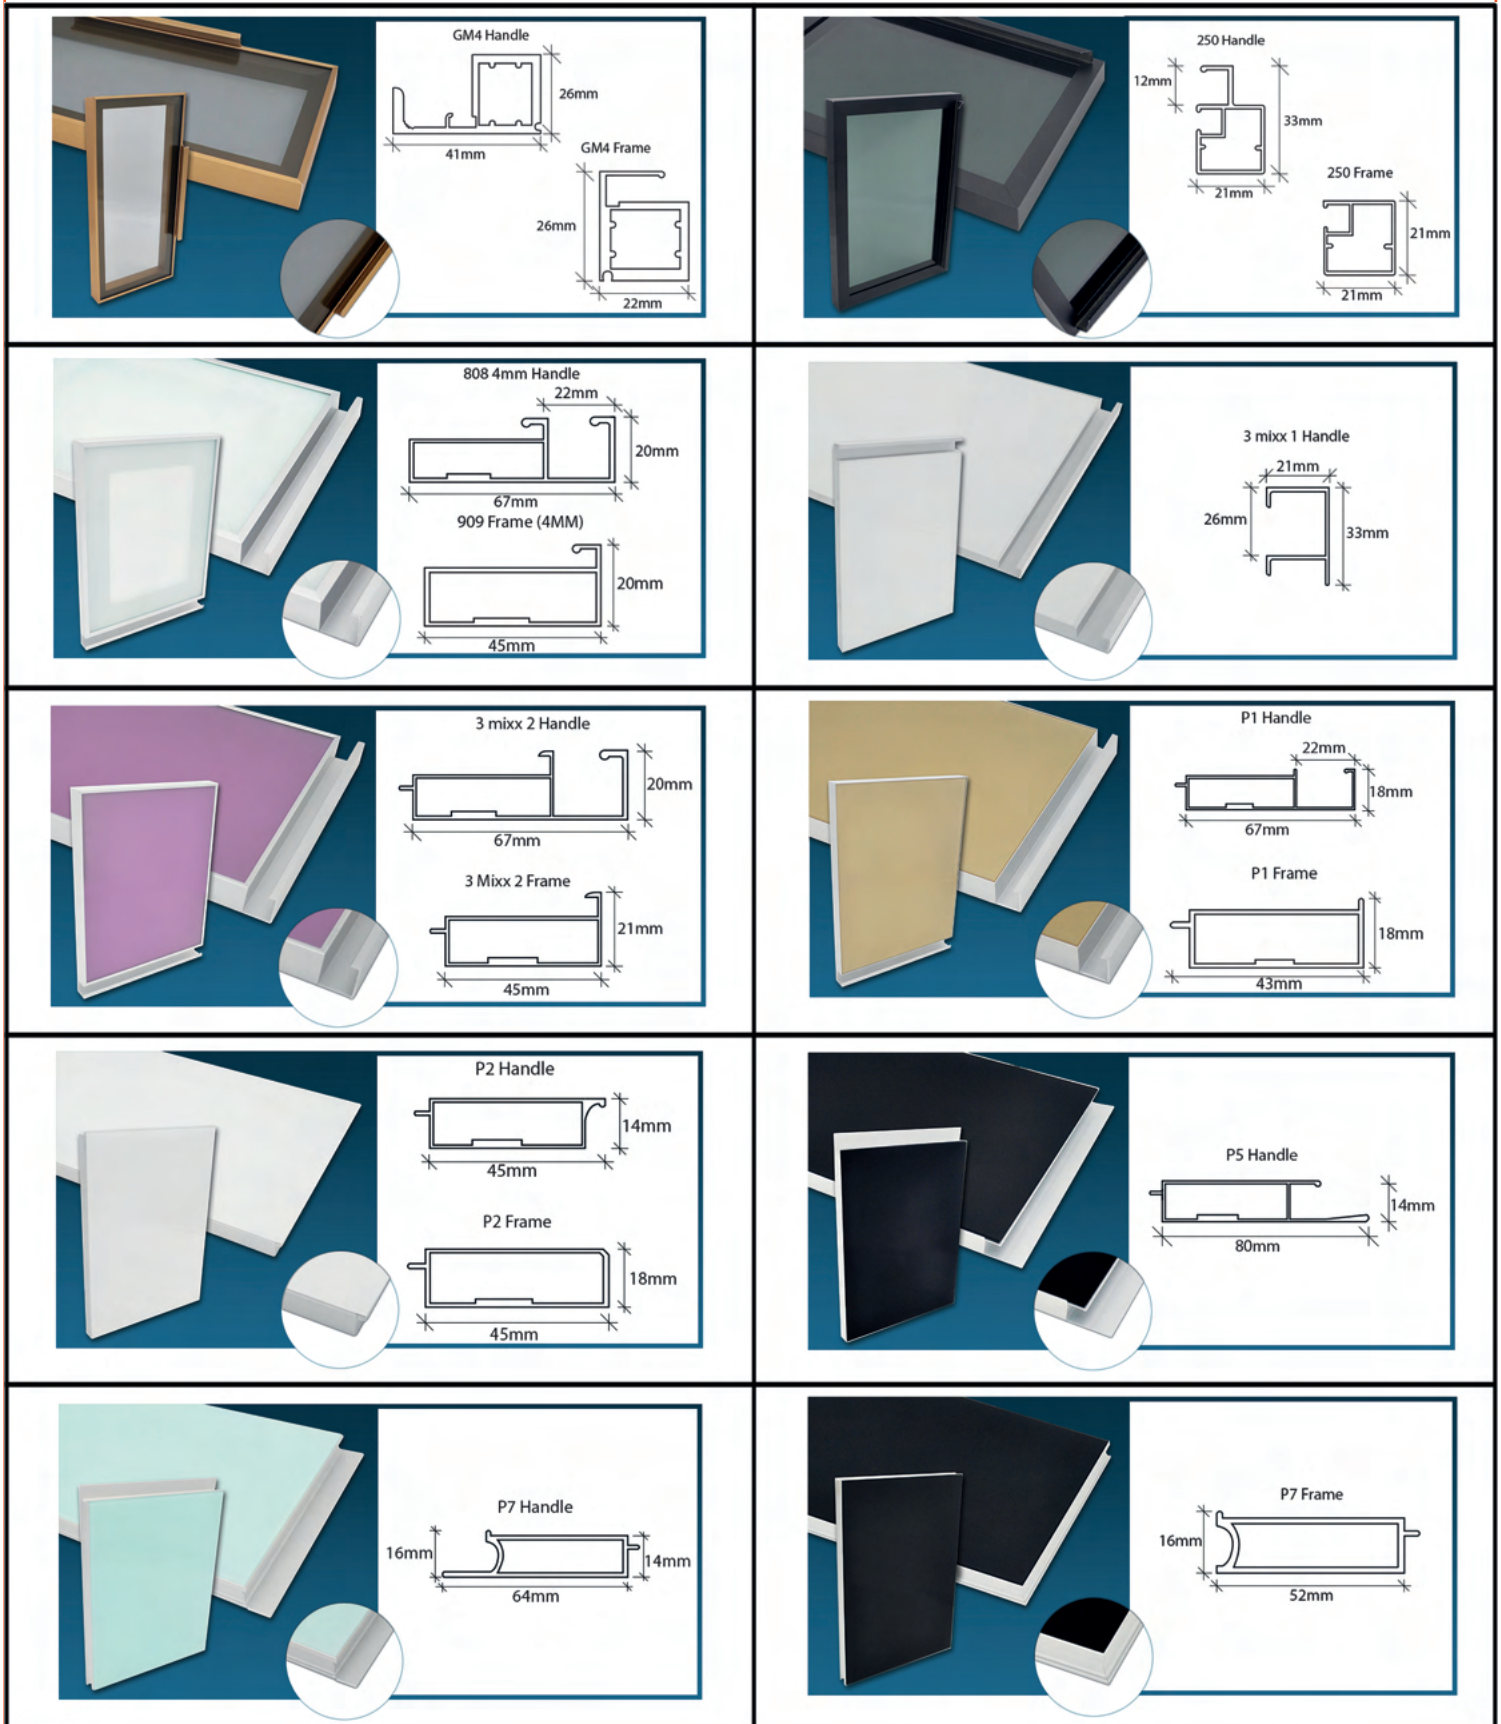 GM4 Handle
26mm
41mm
GM4 Frame
26mm
22mm
250 Handle
12mm
33mm
21mm
250 Frame
21mm
21mm
808 4mm Handle
22mm
20mm
67mm
909 Frame (4MM)
20mm
45mm
3 mixx 1 Handle
21mm
26mm
33mm
3 mixx 2 Handle
20mm
67mm
3 Mixx 2 Frame
21mm
45mm
P1 Handle
22mm
18mm
67mm
P1 Frame
18mm
43mm
P2 Handle
14mm
45mm
P2 Frame
18mm
45mm
P5 Handle
14mm
80mm
P7 Handle
16mm
14mm
64mm
P7 Frame
16mm
52mm